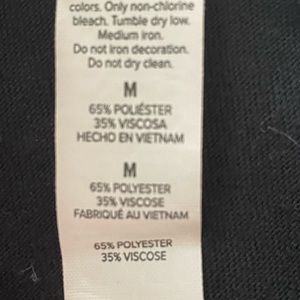 colors. Only non-chlorine
bleach. Tumble dry low.
Medium iron.
Do not iron decoration.
Do not dry clean.
M
65% POLIÉSTER
35% VISCOSA
HECHO EN VIETNAM
M
65% POLYESTER
35% VISCOSE
FABRIQUÉ AU VIETNAM
65% POLYESTER
35% VISCOSE